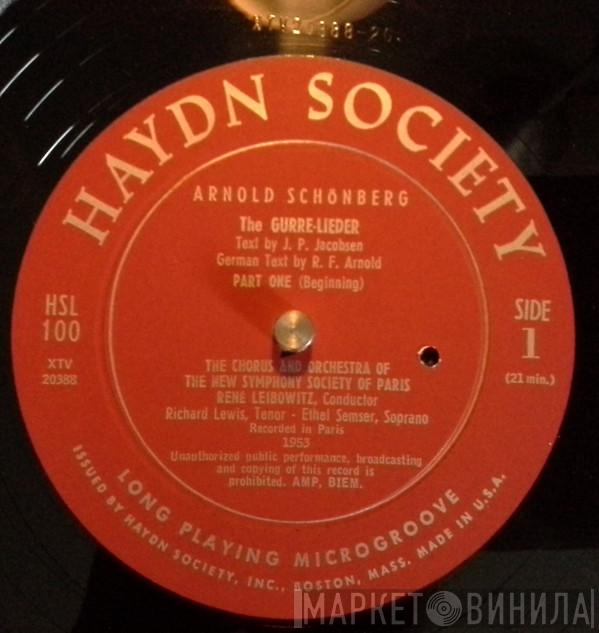 HAYDN SOCIETY
ARNOLD SCHÖNBERG
The GURRE-LIEDER
Text by J. P. Jacobsen
German Text by R. F. Arnold
PART ONE (Beginning)
HSL
100
XTV
20388
SIDE
1
(21 min.)
THE CHORUS AND ORCHESTRA OF
THE NEW SYMPHONY SOCIETY OF PARIS
RENÉ LEIBOWITZ, Conductor
Richard Lewis, Tenor - Ethel Semser, Soprano
Recorded in Paris
1953
Unauthorized public performance, broadcasting
and copying of this record is
prohibited. AMP, BIEM.
LONG PLAYING MICROGROOVE
ISSUED BY HAYDN SOCIETY, INC., BOSTON, MASS. MADE IN U.S.A.
МАРКЕТ ВИНИЛА